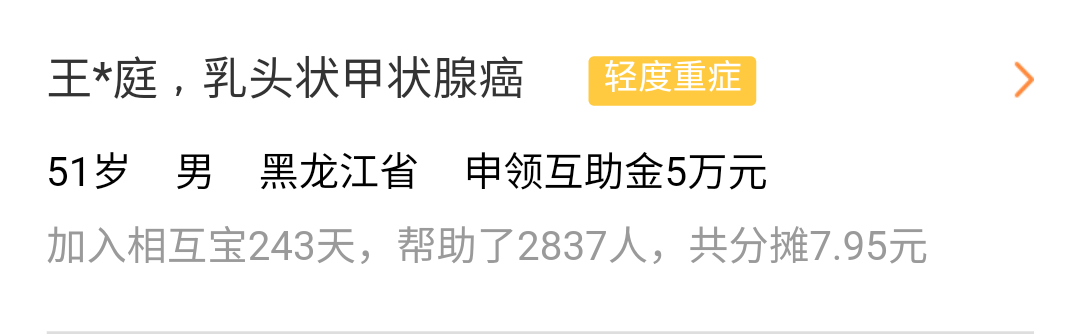 王*庭，乳头状甲状腺癌 轻度重症
51岁 男 黑龙江省 申领互助金5万元
加入相互宝243天，帮助了2837人，共分摊7.95元